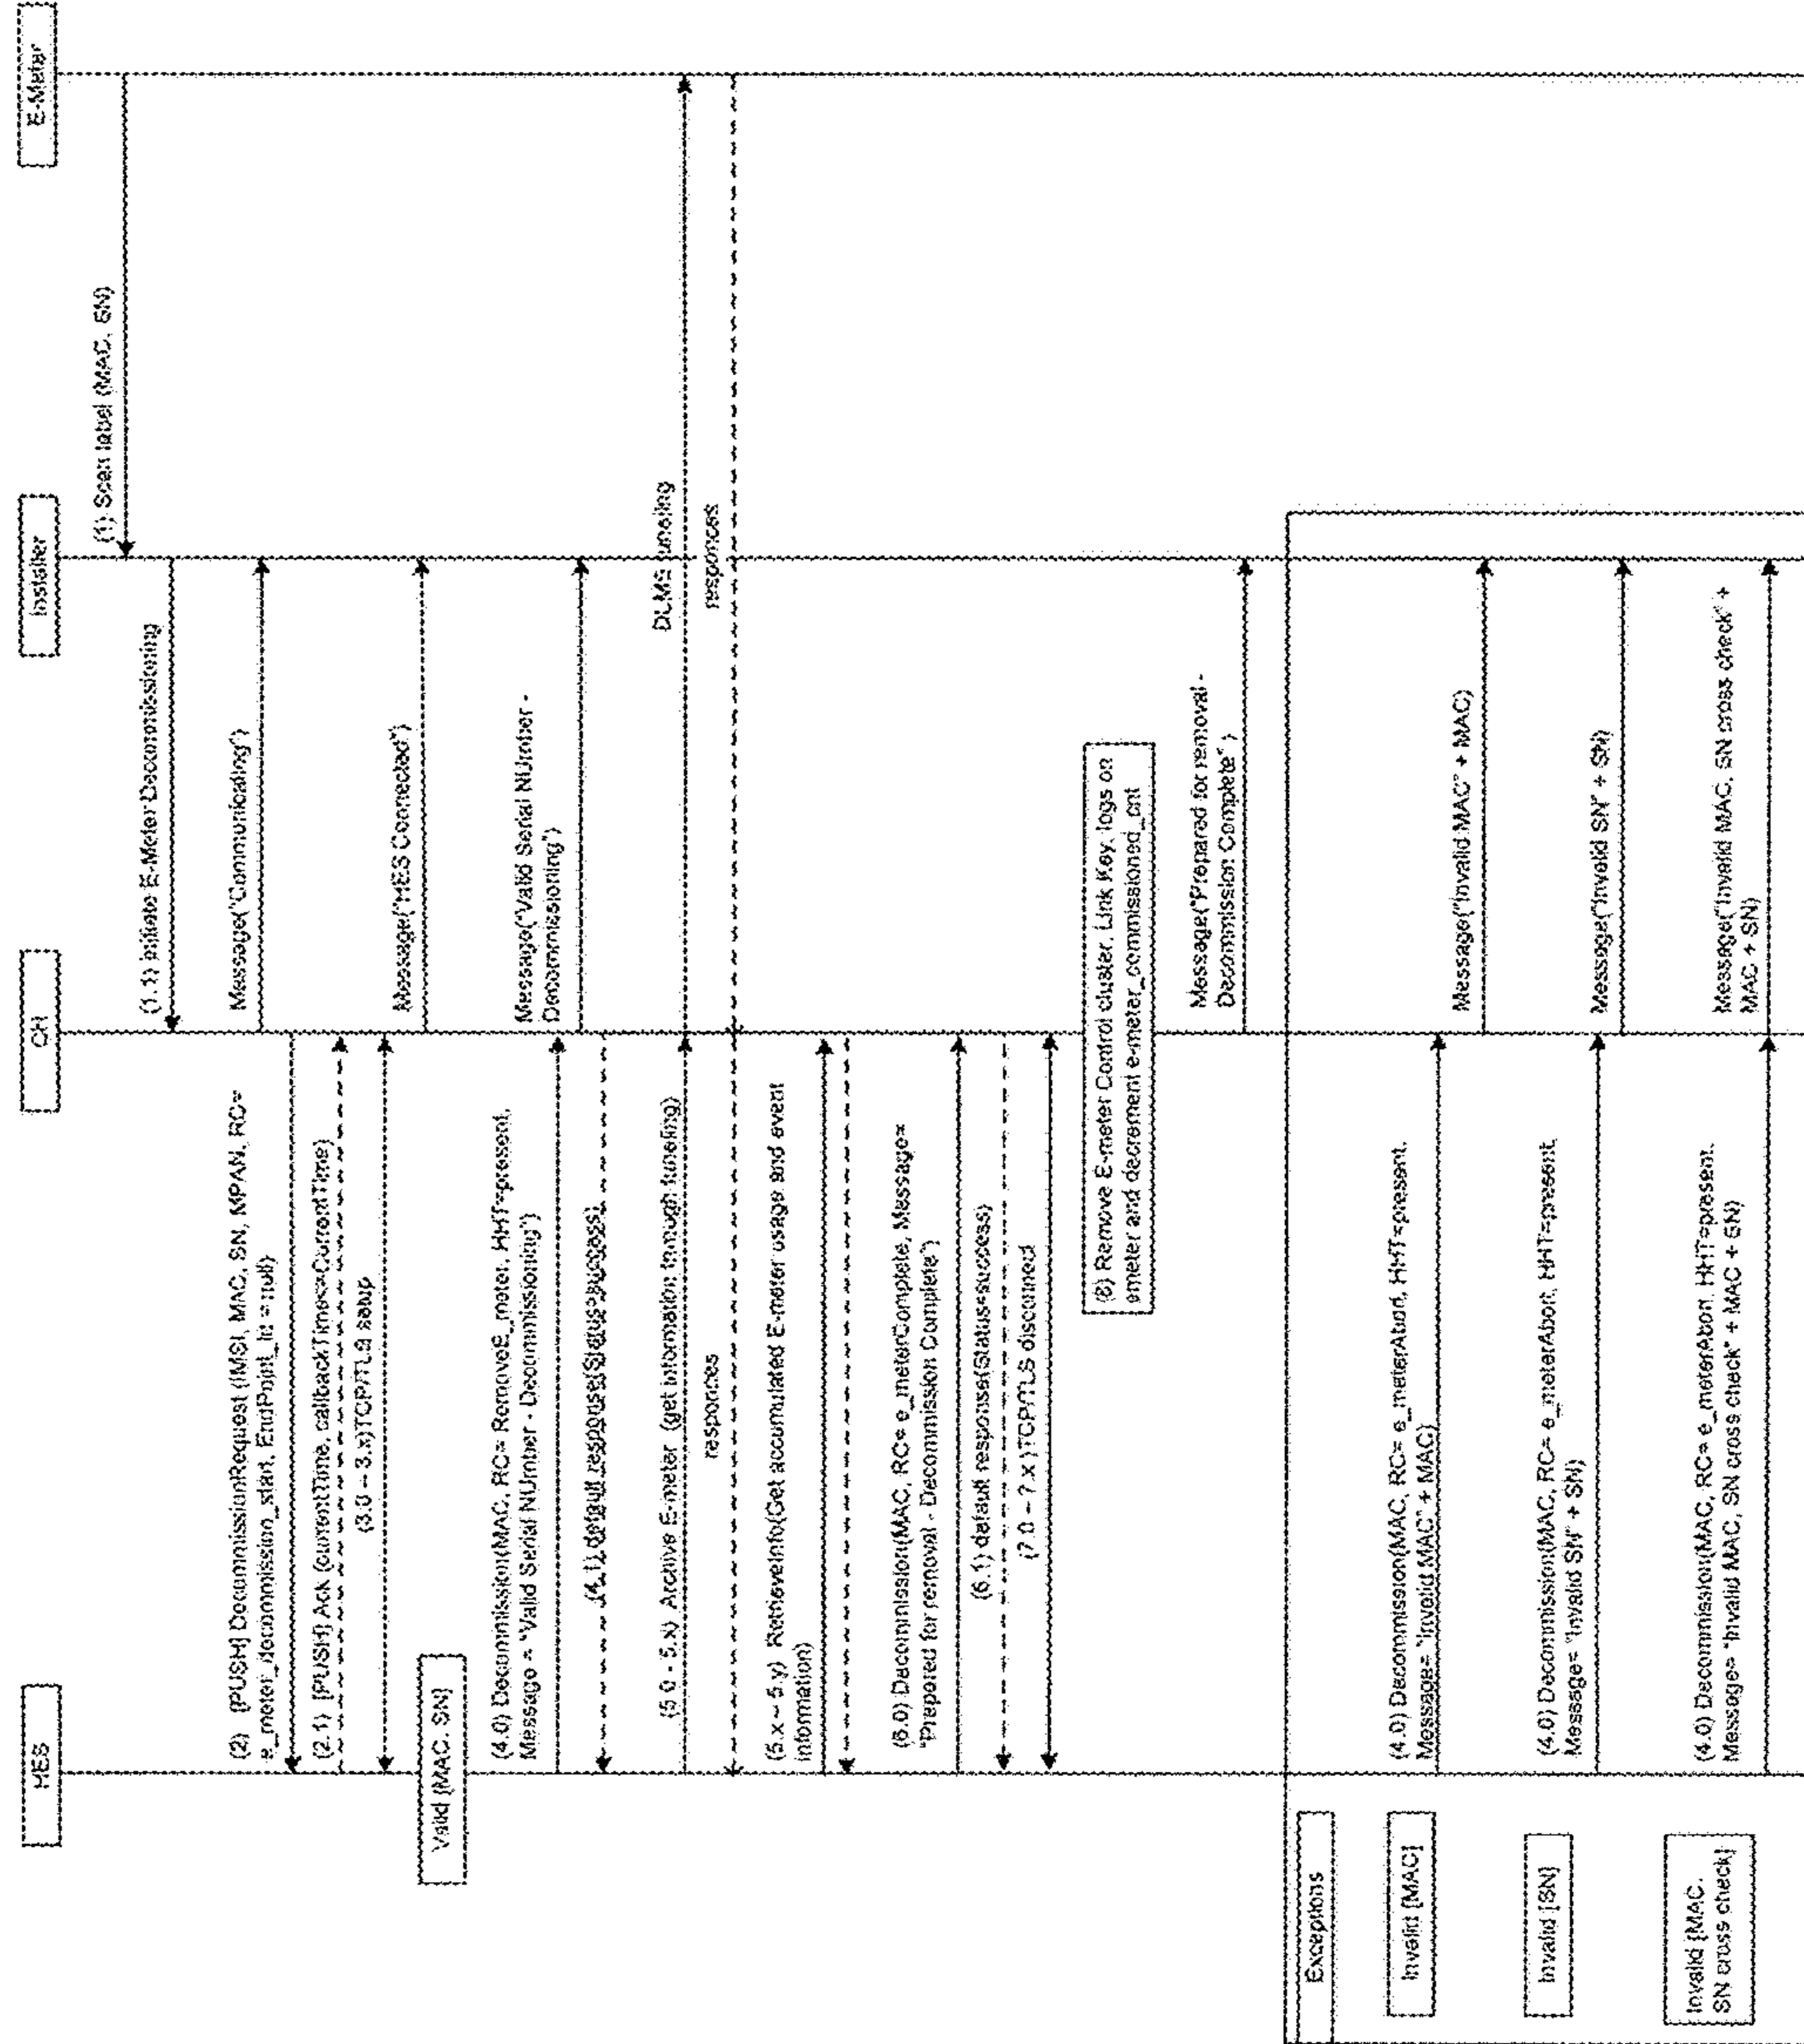 HES
CH
Installer
E-Meter
(1) Scan label (MAC, SN)
(1.1) Initiate E-Meter Decomissioning
Message("Communicating")
(2) [PUSH] DecommissionRequest (IMSI, MAC, SN, MPAN, RC=
e_meter_decommission_start, EndPoint_Id = null)
(2.1) [PUSH] Ack (currentTime, callbackTime=CurrentTime)
(3.0 – 3.x)TCP/TLS setup
Message("HES Connected")
Valid [MAC, SN]
(4.0) Decommission(MAC, RC= RemoveE_meter, HHT=present,
Message = "Valid Serial NUmber - Decommissioning")
Message("Valid Serial NUmber -
Decommissioning")
(4.1) default response(Status=success)
(5.0 - 5.x) Archive E-meter (get information through tuneling)
DLMS tuneling
responces
responces
(5.x – 5.y) RetrieveInfo(Get accumulated E-meter usage and event
information)
(6.0) Decommission(MAC, RC= e_meterComplete, Message=
"Prepared for removal - Decommission Complete")
(6.1) default response(Status=success)
(7.0 – 7.x)TCP/TLS disconnect
(8) Remove E-meter Control cluster, Link Key, logs on
emeter and decrement e-meter_commissioned_cnt
Message("Prepared for removal -
Decommission Complete")
Exceptions
Invalid [MAC]
(4.0) Decommission(MAC, RC= e_meterAbort, HHT=present,
Message= "Invalid MAC" + MAC)
Message("Invalid MAC" + MAC)
Invalid [SN]
(4.0) Decommission(MAC, RC= e_meterAbort, HHT=present,
Message= "Invalid SN" + SN)
Message("Invalid SN" + SN)
Invalid [MAC,
SN cross check]
(4.0) Decommission(MAC, RC= e_meterAbort, HHT=present,
Message= "Invalid MAC, SN cross check" + MAC + SN)
Message("Invalid MAC, SN cross check" +
MAC + SN)